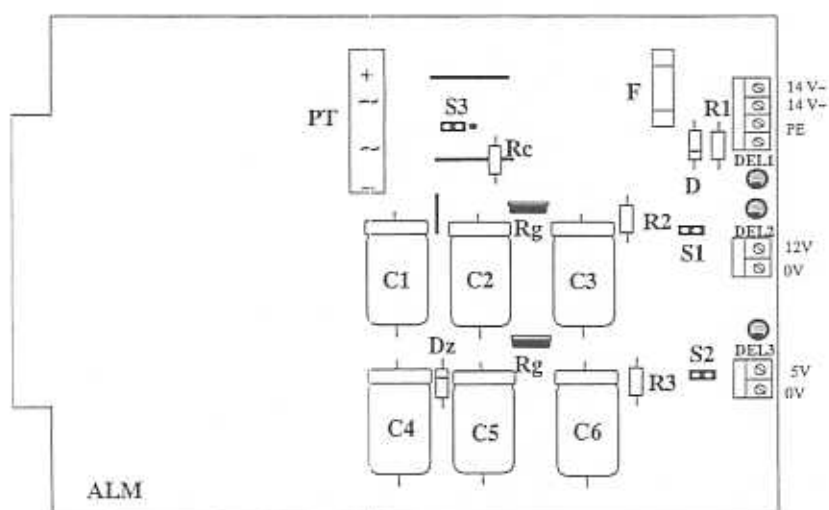 +
~
~
–
PT
S3
Rc
F
R1
D
14 V~
14 V~
PE
DEL1
DEL2
12V
0V
Rg
R2
S1
C1
C2
C3
DEL3
5V
0V
Dz
Rg
R3
S2
C4
C5
C6
ALM